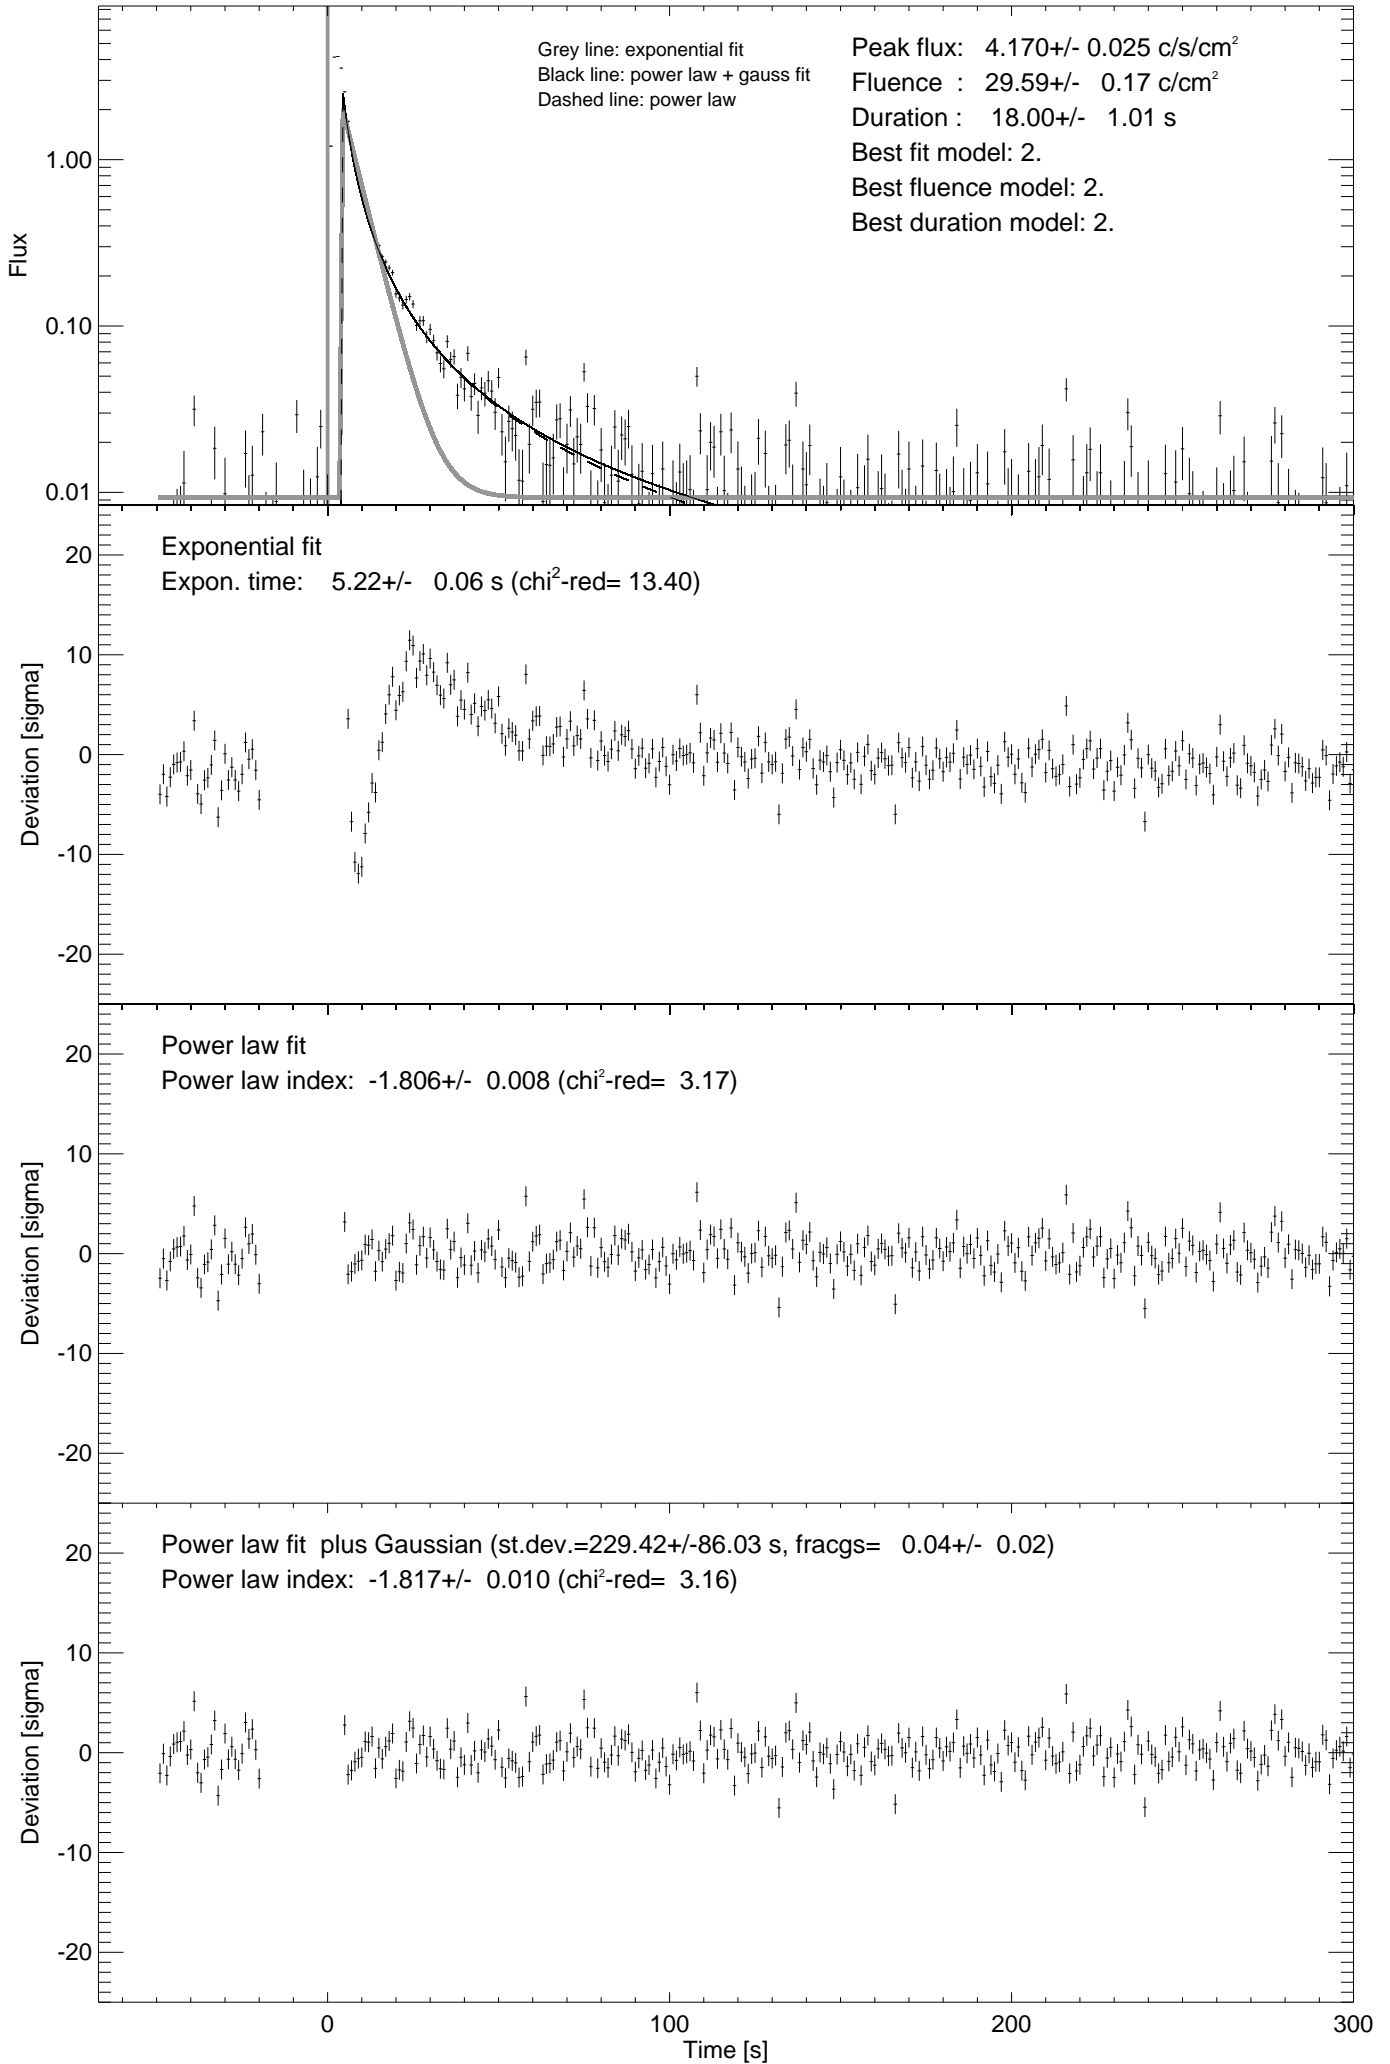 Grey line: exponential fit
Black line: power law + gauss fit
Dashed line: power law
Peak flux: 4.170+/- 0.025 c/s/cm²
Fluence : 29.59+/- 0.17 c/cm²
Duration : 18.00+/- 1.01 s
Best fit model: 2.
Best fluence model: 2.
Best duration model: 2.
Flux
1.00
0.10
0.01
Exponential fit
Expon. time: 5.22+/- 0.06 s (chi²-red= 13.40)
Deviation [sigma]
20
10
0
-10
-20
Power law fit
Power law index: -1.806+/- 0.008 (chi²-red= 3.17)
Deviation [sigma]
20
10
0
-10
-20
Power law fit plus Gaussian (st.dev.=229.42+/-86.03 s, fracgs= 0.04+/- 0.02)
Power law index: -1.817+/- 0.010 (chi²-red= 3.16)
Deviation [sigma]
20
10
0
-10
-20
0 100 200 300
Time [s]